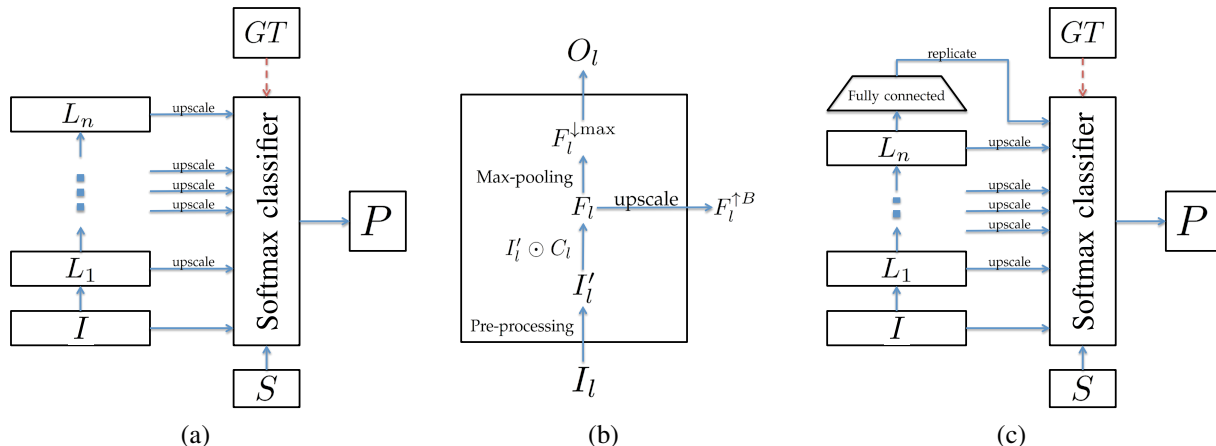 GT
L_n
upscale
upscale
upscale
upscale
L_1
upscale
I
Softmax classifier
P
S
(a)
O_l
F_l^{↓max}
Max-pooling
F_l
upscale
F_l^{↑B}
I'_l ⊙ C_l
I'_l
Pre-processing
I_l
(b)
GT
replicate
Fully connected
L_n
upscale
upscale
upscale
upscale
L_1
upscale
I
Softmax classifier
P
S
(c)